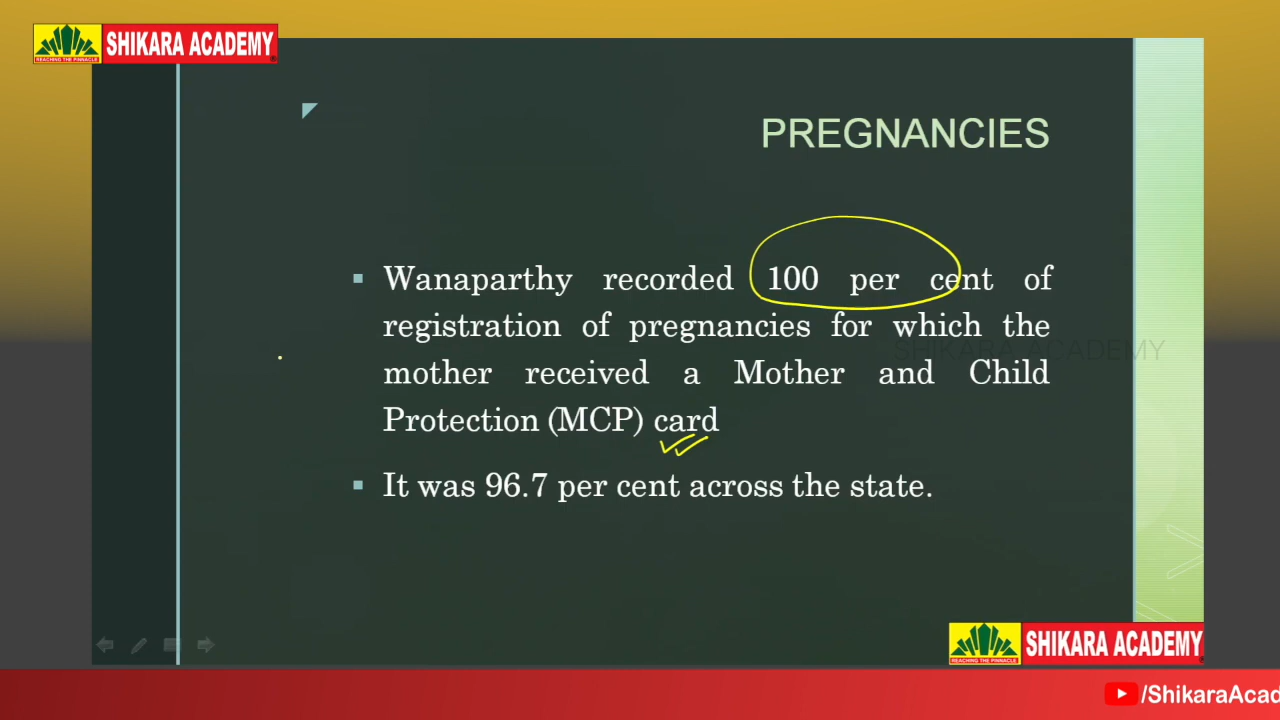 SHIKARA ACADEMY
REACHING THE PINNACLE
PREGNANCIES
▪ Wanaparthy recorded 100 per cent of
registration of pregnancies for which the
SHIKARA ACADEMY
mother received a Mother and Child
Protection (MCP) card
▪ It was 96.7 per cent across the state.
SHIKARA ACADEMY
REACHING THE PINNACLE
/ShikaraAcad